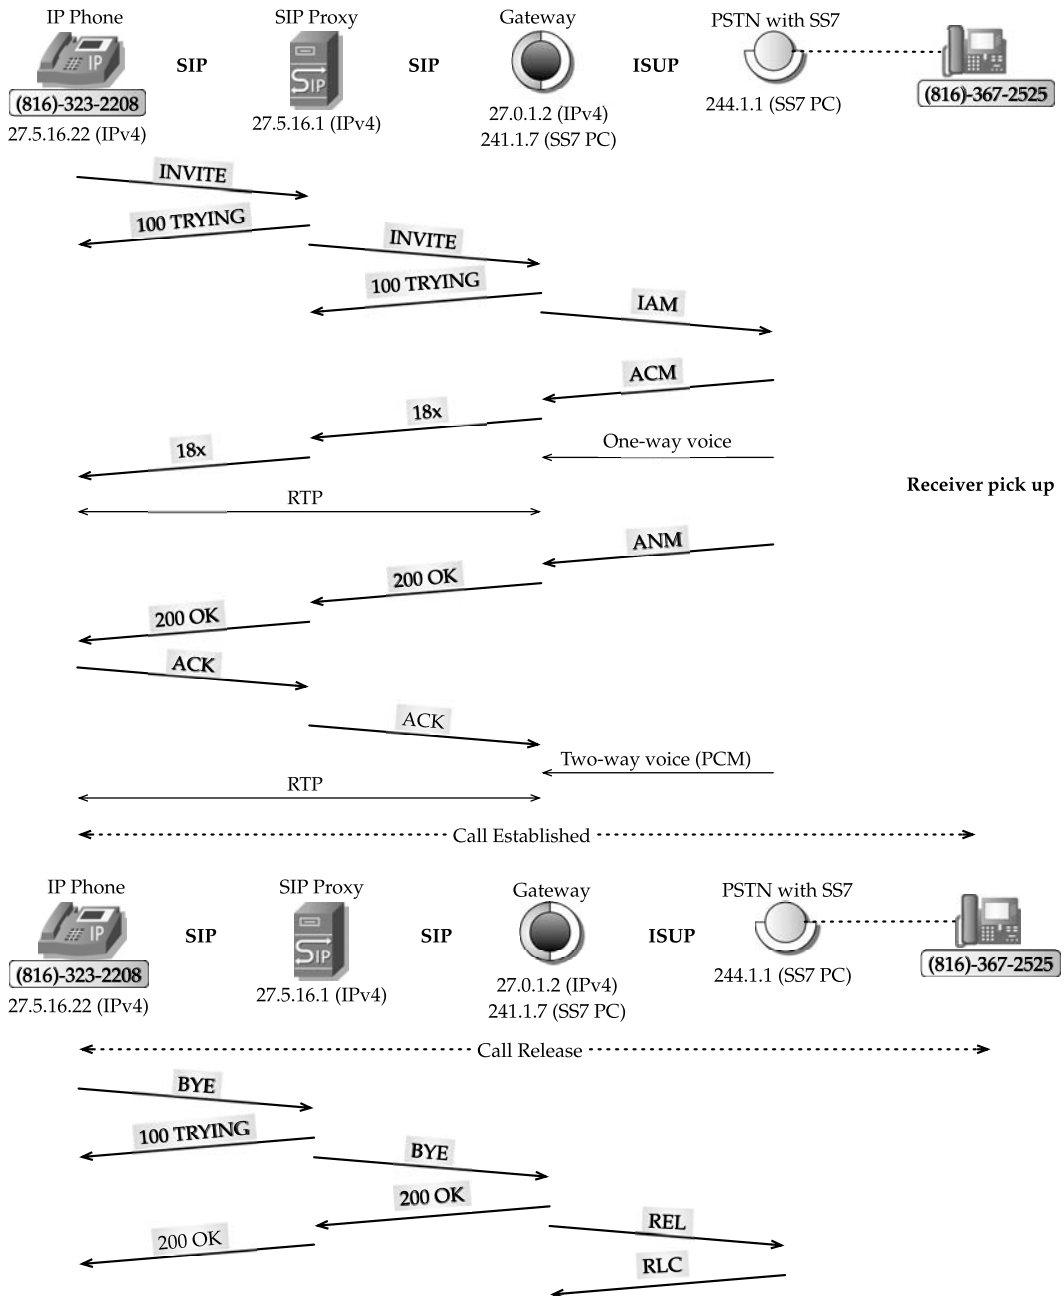 IP Phone
SIP Proxy
Gateway
PSTN with SS7
IP
SIP
SIP
SIP
ISUP
(816)-323-2208
27.5.16.22 (IPv4)
27.5.16.1 (IPv4)
27.0.1.2 (IPv4)
241.1.7 (SS7 PC)
244.1.1 (SS7 PC)
(816)-367-2525
INVITE
100 TRYING
INVITE
100 TRYING
IAM
ACM
18x
18x
One-way voice
Receiver pick up
RTP
ANM
200 OK
200 OK
ACK
ACK
Two-way voice (PCM)
RTP
Call Established
IP Phone
SIP Proxy
Gateway
PSTN with SS7
IP
SIP
SIP
SIP
ISUP
(816)-323-2208
27.5.16.22 (IPv4)
27.5.16.1 (IPv4)
27.0.1.2 (IPv4)
241.1.7 (SS7 PC)
244.1.1 (SS7 PC)
(816)-367-2525
Call Release
BYE
100 TRYING
BYE
200 OK
200 OK
REL
RLC